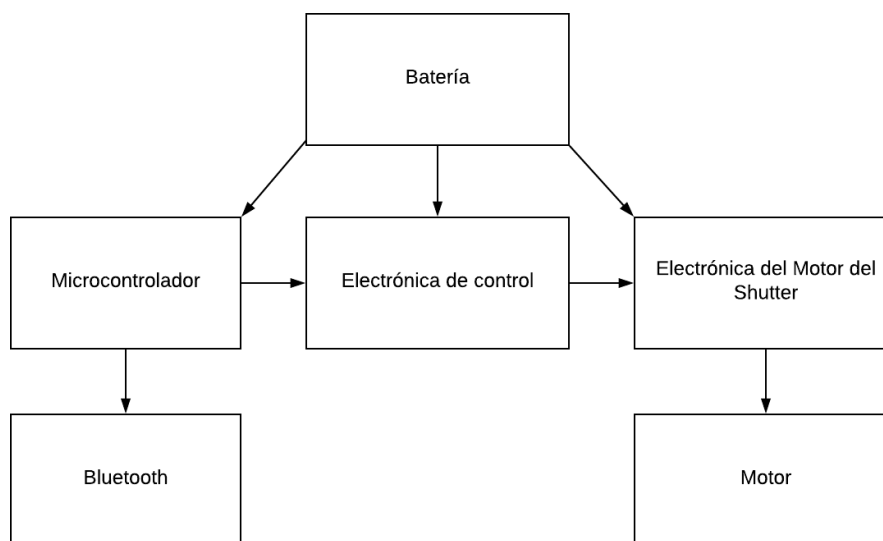 Batería
Microcontrolador
Electrónica de control
Electrónica del Motor del
Shutter
Bluetooth
Motor